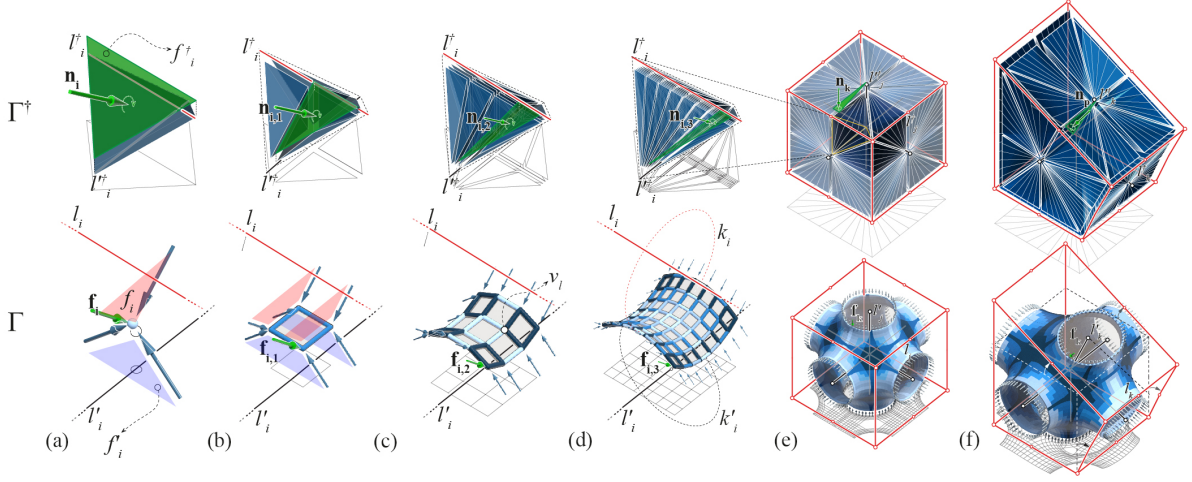 Γ†
l†i
f†i
ni
l'†i
l†i
ni,1
l'†i
l†i
ni,2
l'†i
l†i
ni,3
l'†i
nk
np
Γ
li
fi
fi
l'i
f'i
li
fi,1
l'i
li
vl
fi,2
l'i
li
ki
fi,3
l'i
k'i
lk
(a)
(b)
(c)
(d)
(e)
(f)